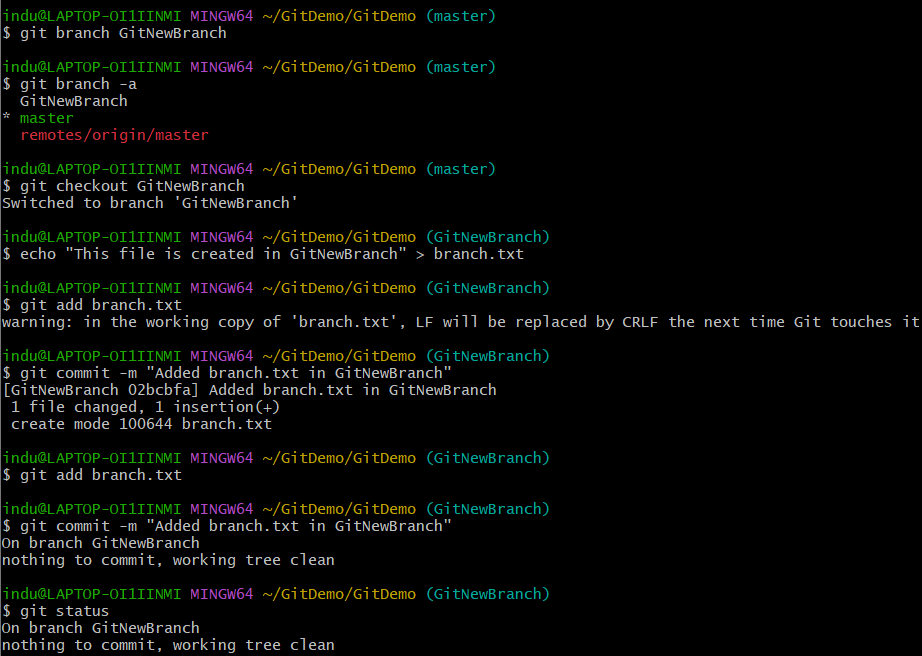 indu@LAPTOP-OI1IINMI MINGW64 ~/GitDemo/GitDemo (master)
$ git branch GitNewBranch

indu@LAPTOP-OI1IINMI MINGW64 ~/GitDemo/GitDemo (master)
$ git branch -a
  GitNewBranch
* master
  remotes/origin/master

indu@LAPTOP-OI1IINMI MINGW64 ~/GitDemo/GitDemo (master)
$ git checkout GitNewBranch
Switched to branch 'GitNewBranch'

indu@LAPTOP-OI1IINMI MINGW64 ~/GitDemo/GitDemo (GitNewBranch)
$ echo "This file is created in GitNewBranch" > branch.txt

indu@LAPTOP-OI1IINMI MINGW64 ~/GitDemo/GitDemo (GitNewBranch)
$ git add branch.txt
warning: in the working copy of 'branch.txt', LF will be replaced by CRLF the next time Git touches it

indu@LAPTOP-OI1IINMI MINGW64 ~/GitDemo/GitDemo (GitNewBranch)
$ git commit -m "Added branch.txt in GitNewBranch"
[GitNewBranch 02bcbfa] Added branch.txt in GitNewBranch
 1 file changed, 1 insertion(+)
 create mode 100644 branch.txt

indu@LAPTOP-OI1IINMI MINGW64 ~/GitDemo/GitDemo (GitNewBranch)
$ git add branch.txt

indu@LAPTOP-OI1IINMI MINGW64 ~/GitDemo/GitDemo (GitNewBranch)
$ git commit -m "Added branch.txt in GitNewBranch"
On branch GitNewBranch
nothing to commit, working tree clean

indu@LAPTOP-OI1IINMI MINGW64 ~/GitDemo/GitDemo (GitNewBranch)
$ git status
On branch GitNewBranch
nothing to commit, working tree clean